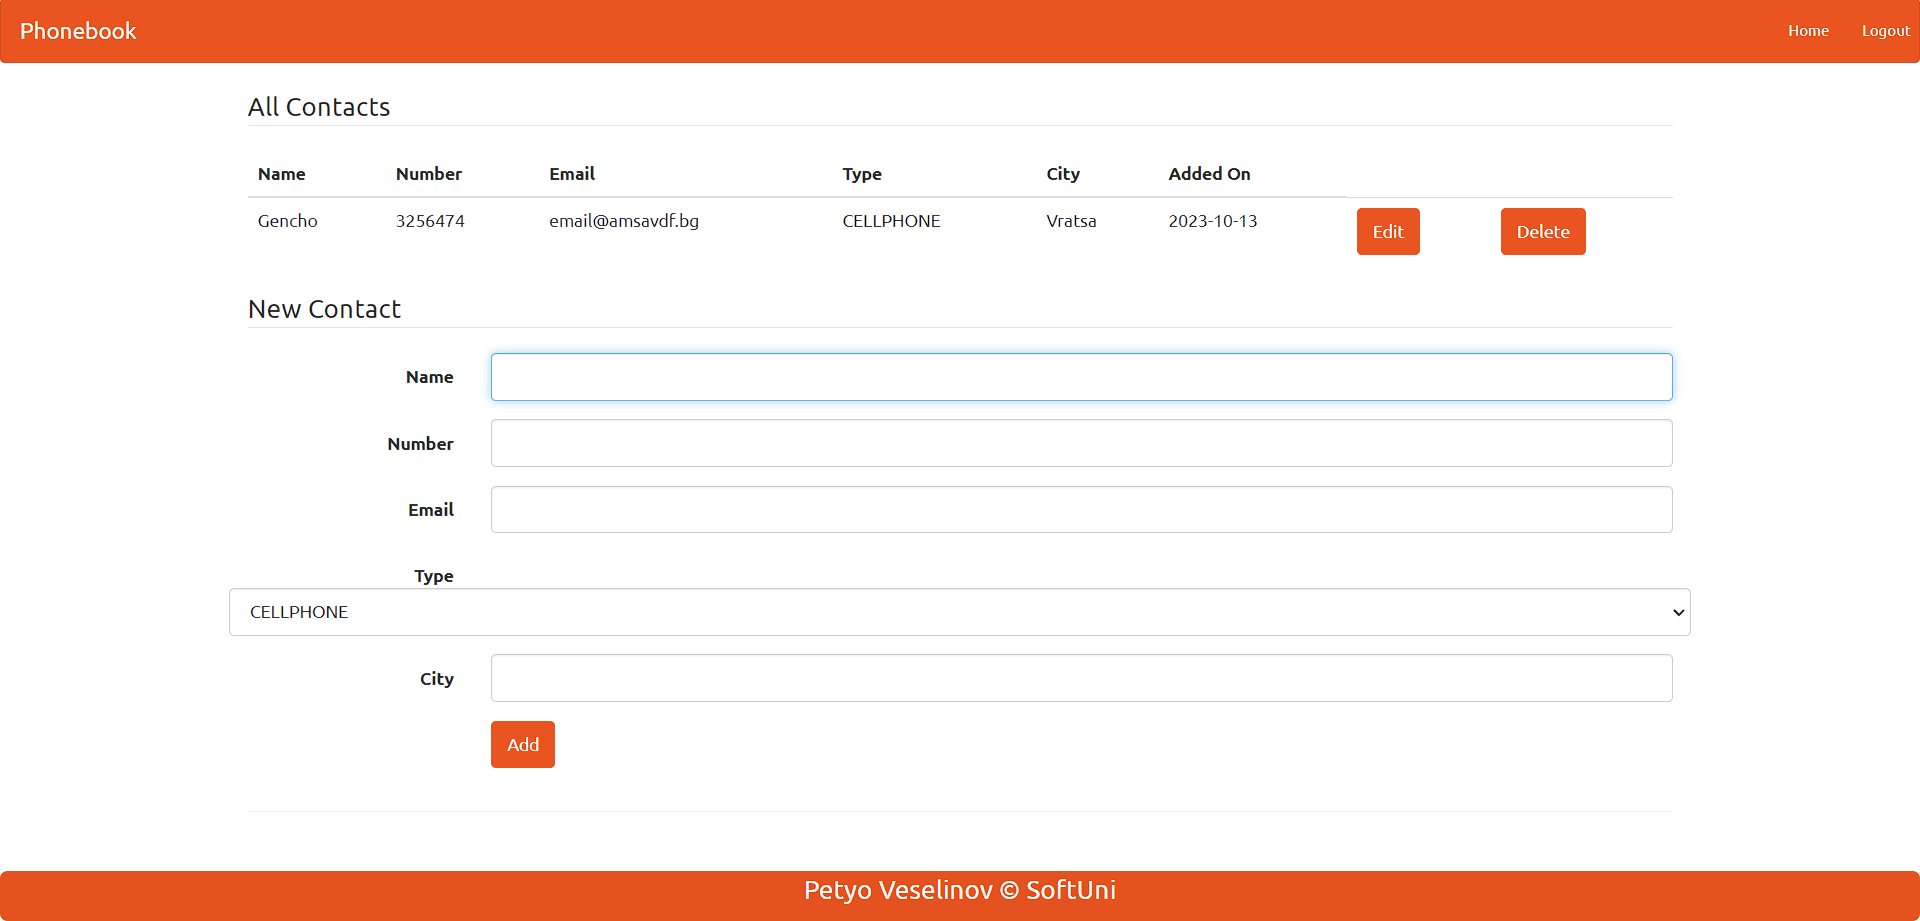 Phonebook Home Logout
All Contacts
Name Number Email Type City Added On
Gencho 3256474 email@amsavdf.bg CELLPHONE Vratsa 2023-10-13 Edit Delete
New Contact
Name
Number
Email
Type
CELLPHONE
City
Add
Petyo Veselinov © SoftUni